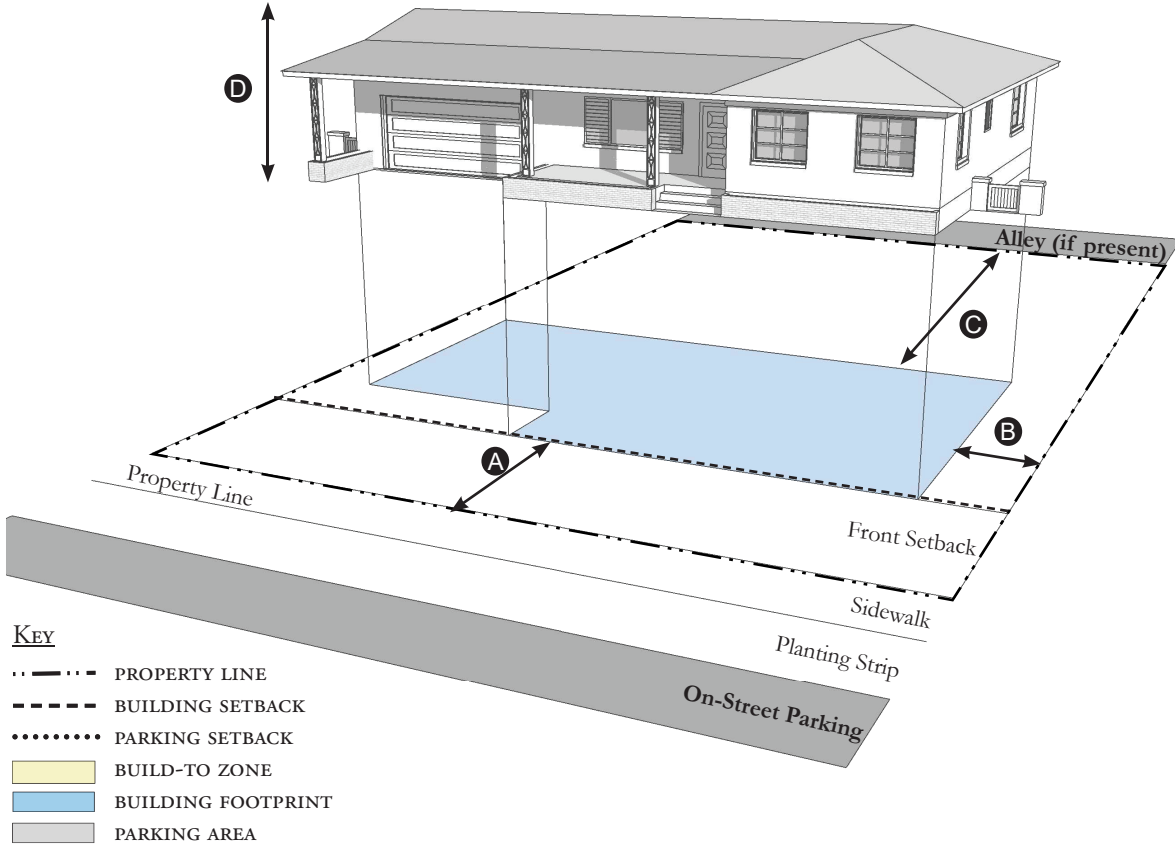 D
Alley (if present)
C
B
A
Property Line
Front Setback
Sidewalk
Planting Strip
On-Street Parking
KEY
PROPERTY LINE
BUILDING SETBACK
PARKING SETBACK
BUILD-TO ZONE
BUILDING FOOTPRINT
PARKING AREA